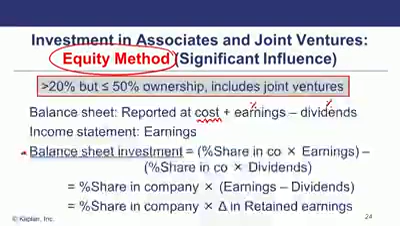 Investment in Associates and Joint Ventures:
Equity Method (Significant Influence)
>20% but ≤ 50% ownership, includes joint ventures
% %
Balance sheet: Reported at cost + earnings – dividends
Income statement: Earnings
Balance sheet investment = (%Share in co × Earnings) –
(%Share in co × Dividends)
= %Share in company × (Earnings – Dividends)
= %Share in company × Δ in Retained earnings
© Kaplan, Inc.
24